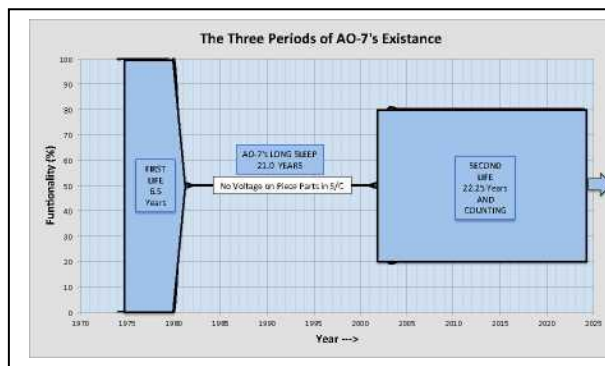 The Three Periods of AO-7's Existance
Funtionality (%)
100
90
80
70
60
50
40
30
20
10
0
FIRST
LIFE
6.5
Years
AO-7's LONG SLEEP
21.0 YEARS
No Voltage on Piece Parts in S/C
SECOND
LIFE
22.25 Years
AND
COUNTING
1970 1975 1980 1985 1990 1995 2000 2005 2010 2015 2020 2025
Year --->